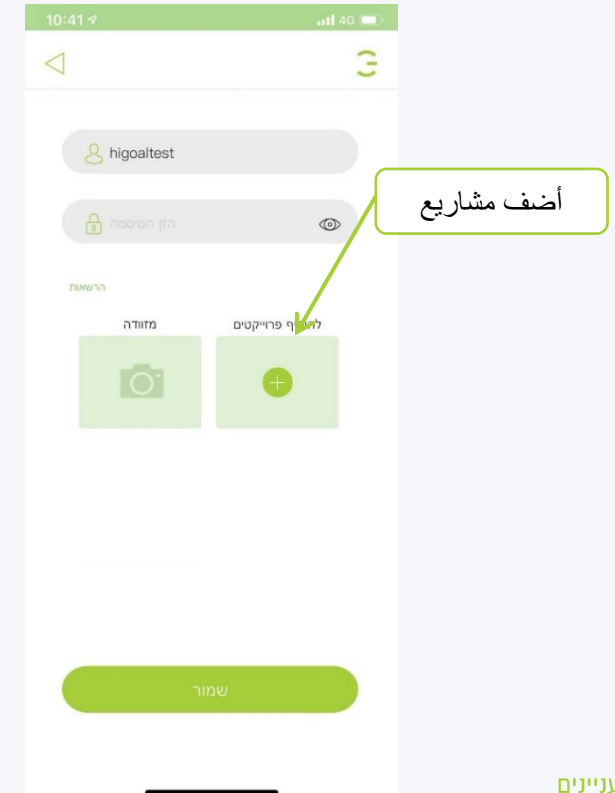 10:41
4G
higoaltest
הזן הסיסמה
أضف مشاريع
הרשאות
פרוייקטים
מזוודה
שמור
עניינים